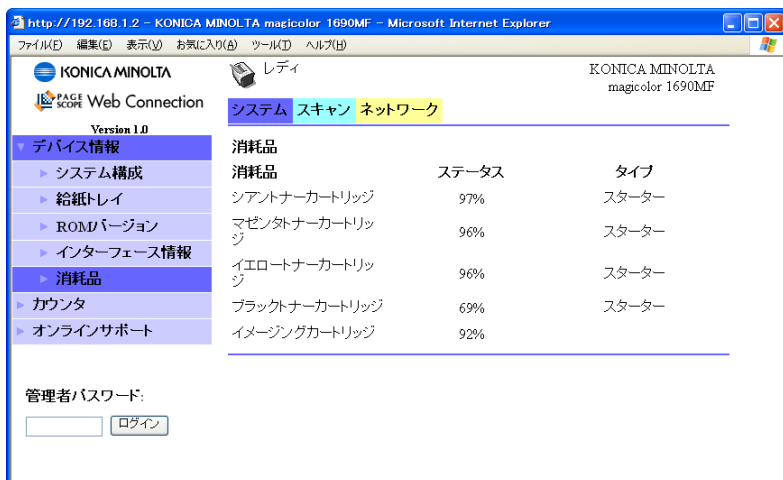 http://192.168.1.2 - KONICA MINOLTA magicolor 1690MF - Microsoft Internet Explorer
ファイル(F) 編集(E) 表示(V) お気に入り(A) ツール(T) ヘルプ(H)
KONICA MINOLTA
レディ
KONICA MINOLTA
magicolor 1690MF
PAGE SCOPE Web Connection
Version 1.0
システム スキャン ネットワーク
デバイス情報
システム構成
給紙トレイ
ROMバージョン
インターフェース情報
消耗品
カウンタ
オンラインサポート
消耗品
消耗品 ステータス タイプ
シアントナーカートリッジ 97% スターター
マゼンタトナーカートリッ
ジ 96% スターター
イエロートナーカートリッ
ジ 96% スターター
ブラックトナーカートリッジ 69% スターター
イメージングカートリッジ 92%
管理者パスワード:
ログイン